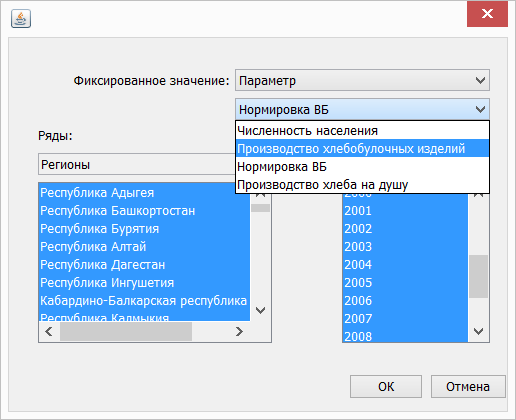 Фиксированное значение:
Параметр
Нормировка ВБ
Численность населения
Производство хлебобулочных изделий
Нормировка ВБ
Производство хлеба на душу
Ряды:
Регионы
Республика Адыгея
Республика Башкортостан
Республика Бурятия
Республика Алтай
Республика Дагестан
Республика Ингушетия
Кабардино-Балкарская республика
Республика Калмыкия
2000
2001
2002
2003
2004
2005
2006
2007
2008
ОК
Отмена